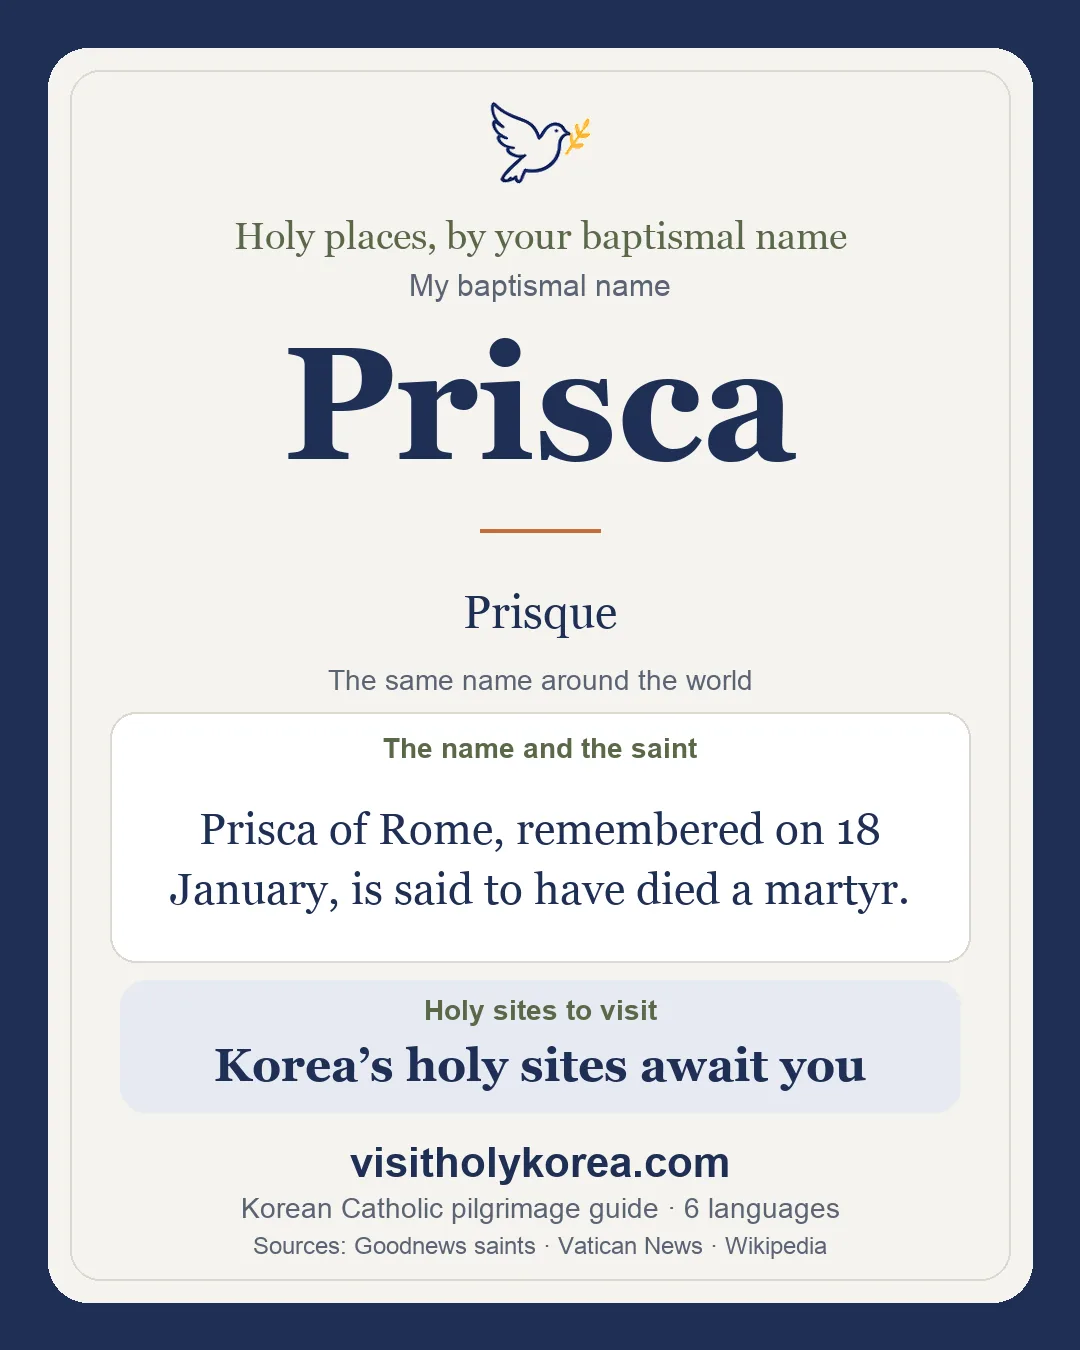 Holy places, by your baptismal name
My baptismal name
Prisca
Prisque
The same name around the world
The name and the saint
Prisca of Rome, remembered on 18
January, is said to have died a martyr.
Holy sites to visit
Korea’s holy sites await you
visitholykorea.com
Korean Catholic pilgrimage guide · 6 languages
Sources: Goodnews saints · Vatican News · Wikipedia